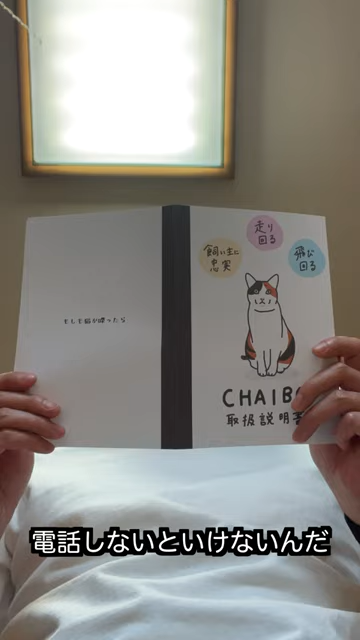 走り
回る
飼い主に
忠実
飛び
回る
もしも猫が喋ったら
取扱説明書
電話しないといけないんだ